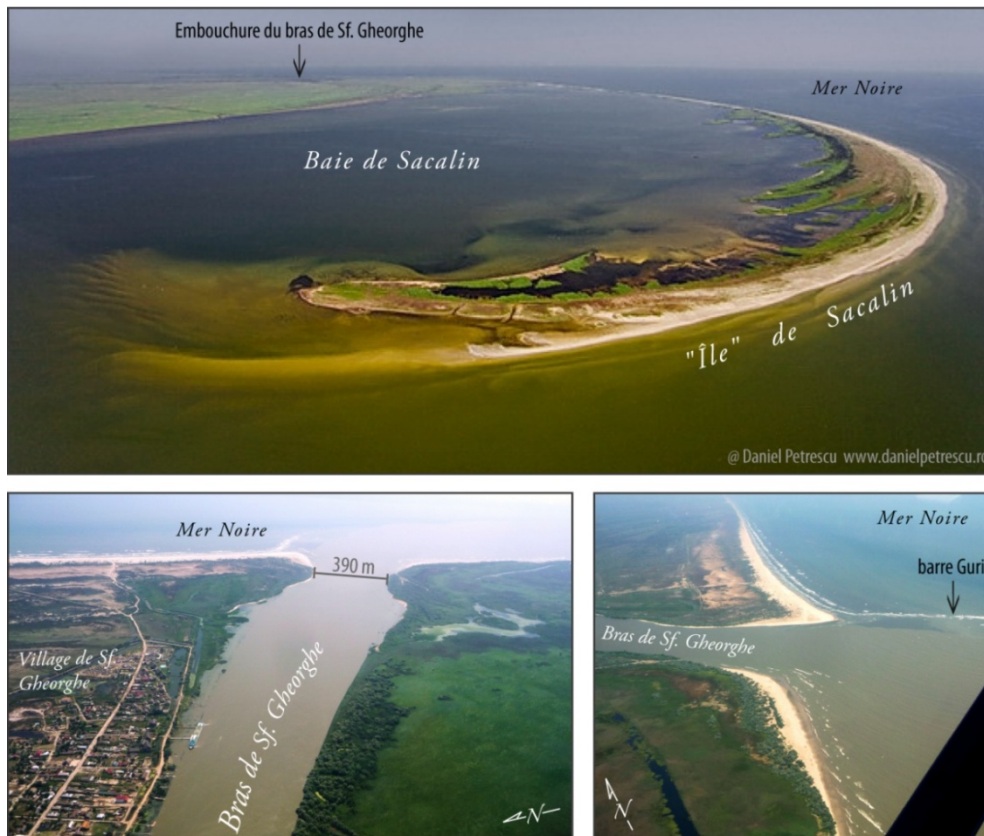 Embouchure du bras de Sf. Gheorghe
Mer Noire
Baie de Sacalin
"Île" de Sacalin
@ Daniel Petrescu www.danielpetrescu.ro
Mer Noire
390 m
Village de Sf.
Gheorghe
Bras de Sf. Gheorghe
N
Mer Noire
barre Guri
Bras de Sf. Gheorghe
N